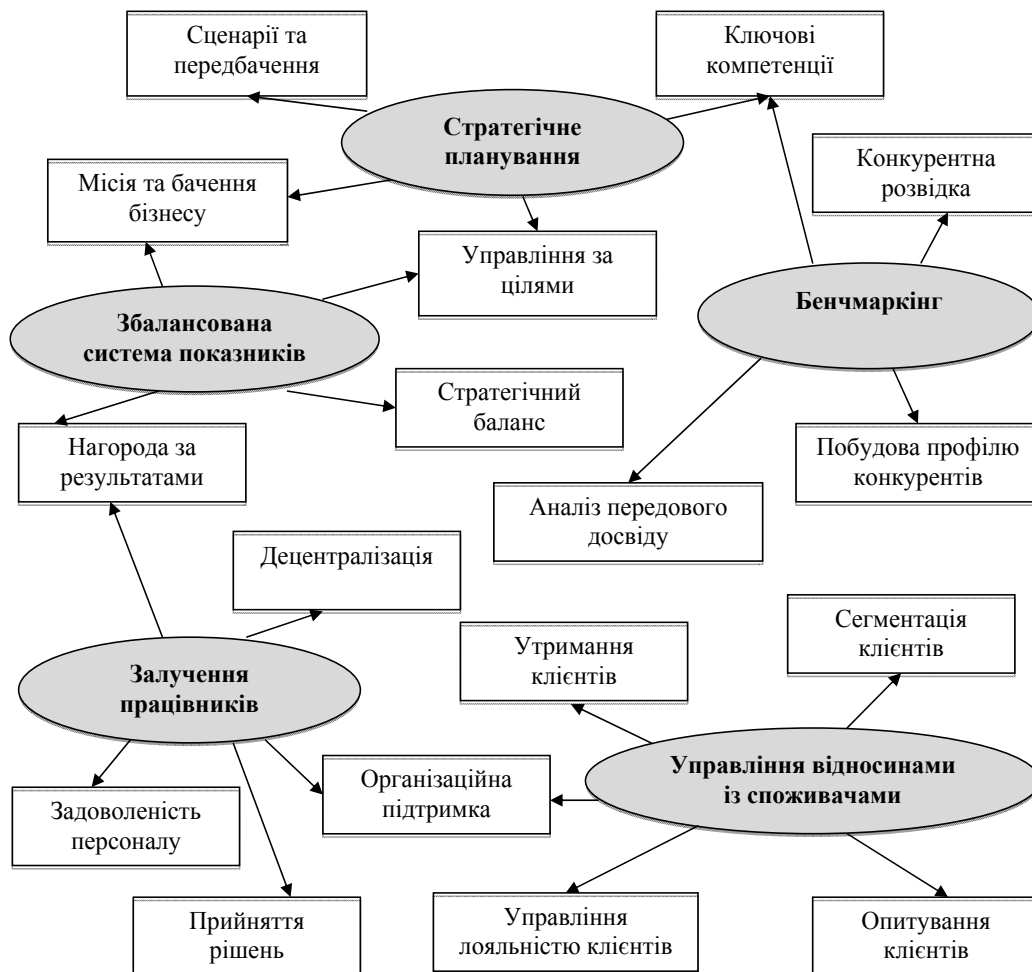 Сценарії та
передбачення
Ключові
компетенції
Стратегічне
планування
Конкурентна
розвідка
Місія та бачення
бізнесу
Управління за
цілями
Бенчмаркінг
Збалансована
система показників
Стратегічний
баланс
Нагорода за
результатами
Побудова профілю
конкурентів
Аналіз передового
досвіду
Децентралізація
Сегментація
клієнтів
Утримання
клієнтів
Залучення
працівників
Управління відносинами
із споживачами
Організаційна
підтримка
Задоволеність
персоналу
Прийняття
рішень
Управління
лояльністю клієнтів
Опитування
клієнтів